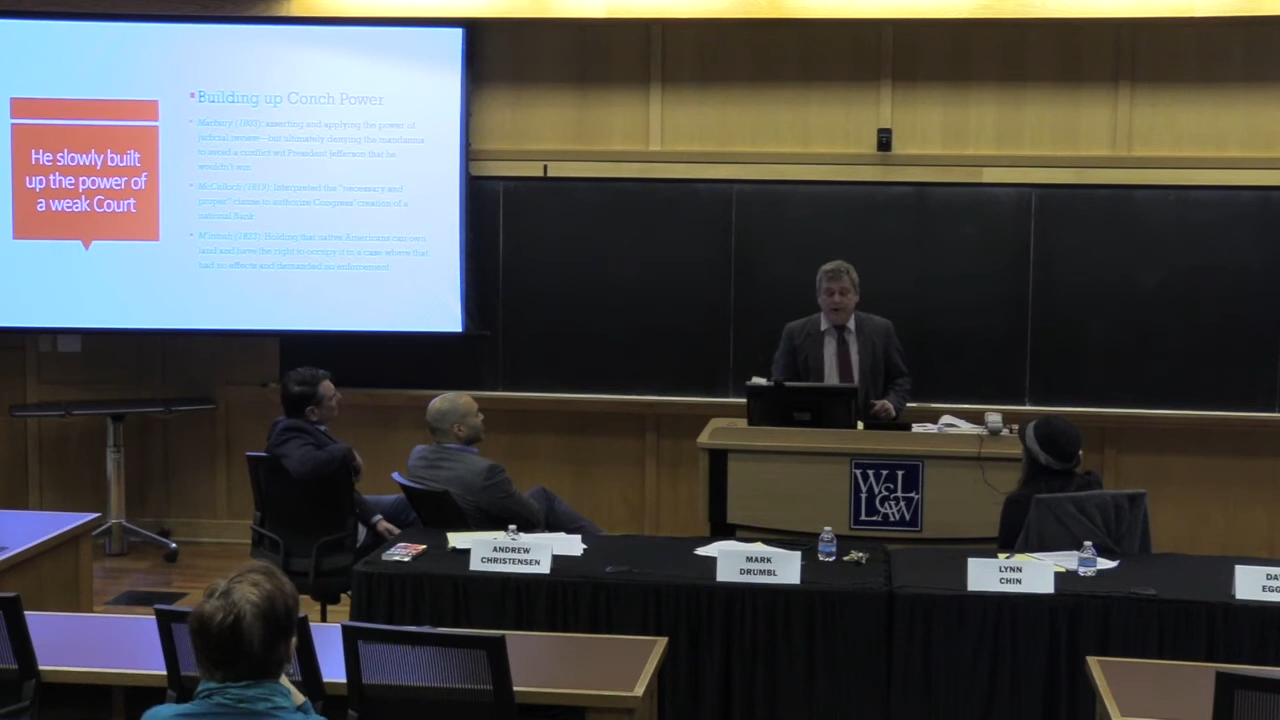 Building up Conch Power
Marbury (1803): asserting and applying the power of
judicial review—but ultimately denying the mandamus
to avoid a conflict wit President Jefferson that he
wouldn't win
McCulloch (1819): Interpreted the "necessary and
proper" clause to authorize Congress' creation of a
national Bank
M'intosh (1823): Holding that native Americans can own
land and have the right to occupy it in a case where that
had no effects and demanded no enforcement
He slowly built
up the power of
a weak Court
W&L
LAW
ANDREW
CHRISTENSEN
MARK
DRUMBL
LYNN
CHIN
DA
EGG